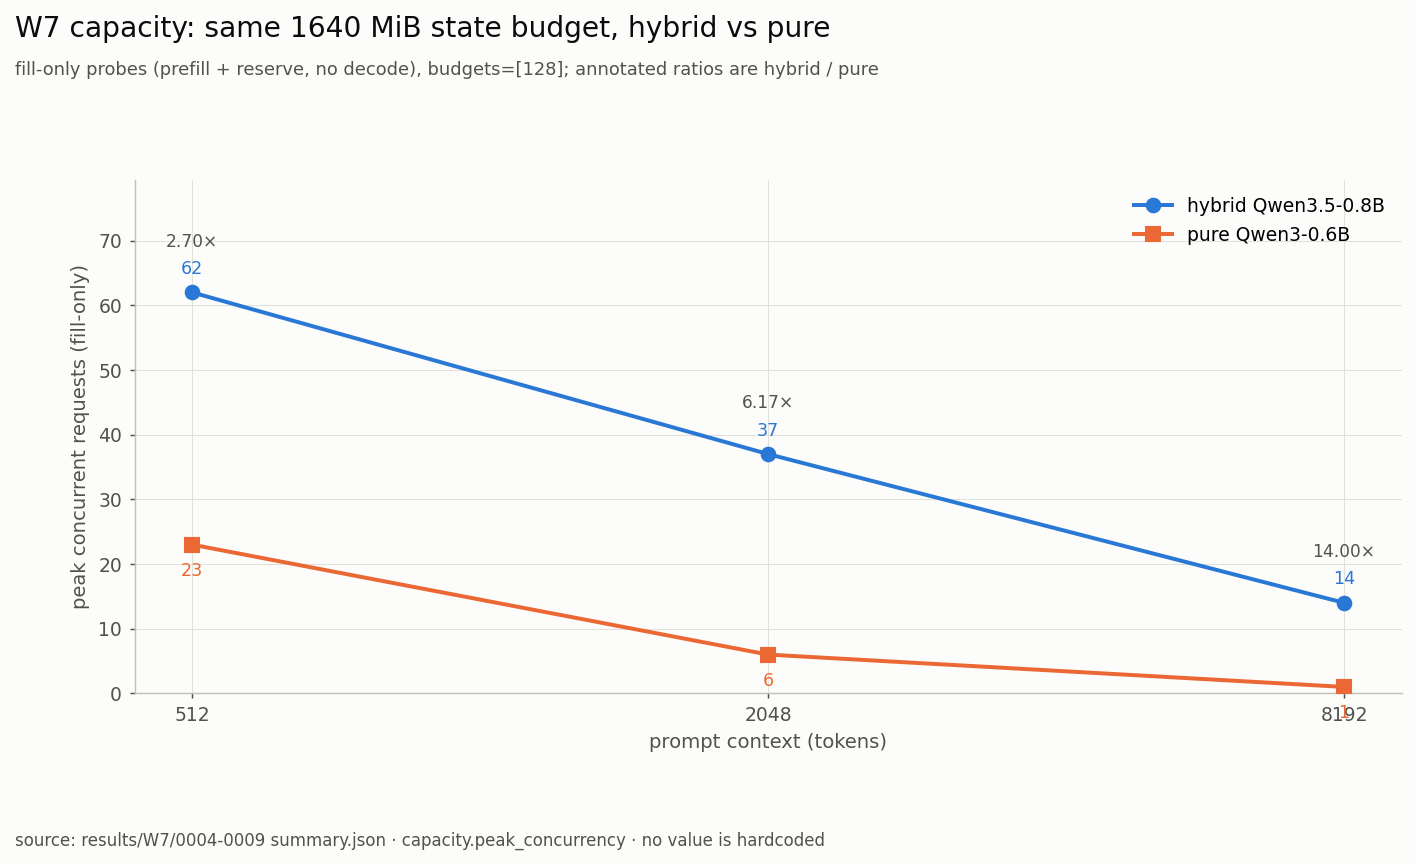 W7 capacity: same 1640 MiB state budget, hybrid vs pure
fill-only probes (prefill + reserve, no decode), budgets=[128]; annotated ratios are hybrid / pure
hybrid Qwen3.5-0.8B
pure Qwen3-0.6B
peak concurrent requests (fill-only)
70
60
50
40
30
20
10
0
2.70×
62
6.17×
37
14.00×
14
23
6
1
512
2048
8192
prompt context (tokens)
source: results/W7/0004-0009 summary.json · capacity.peak_concurrency · no value is hardcoded